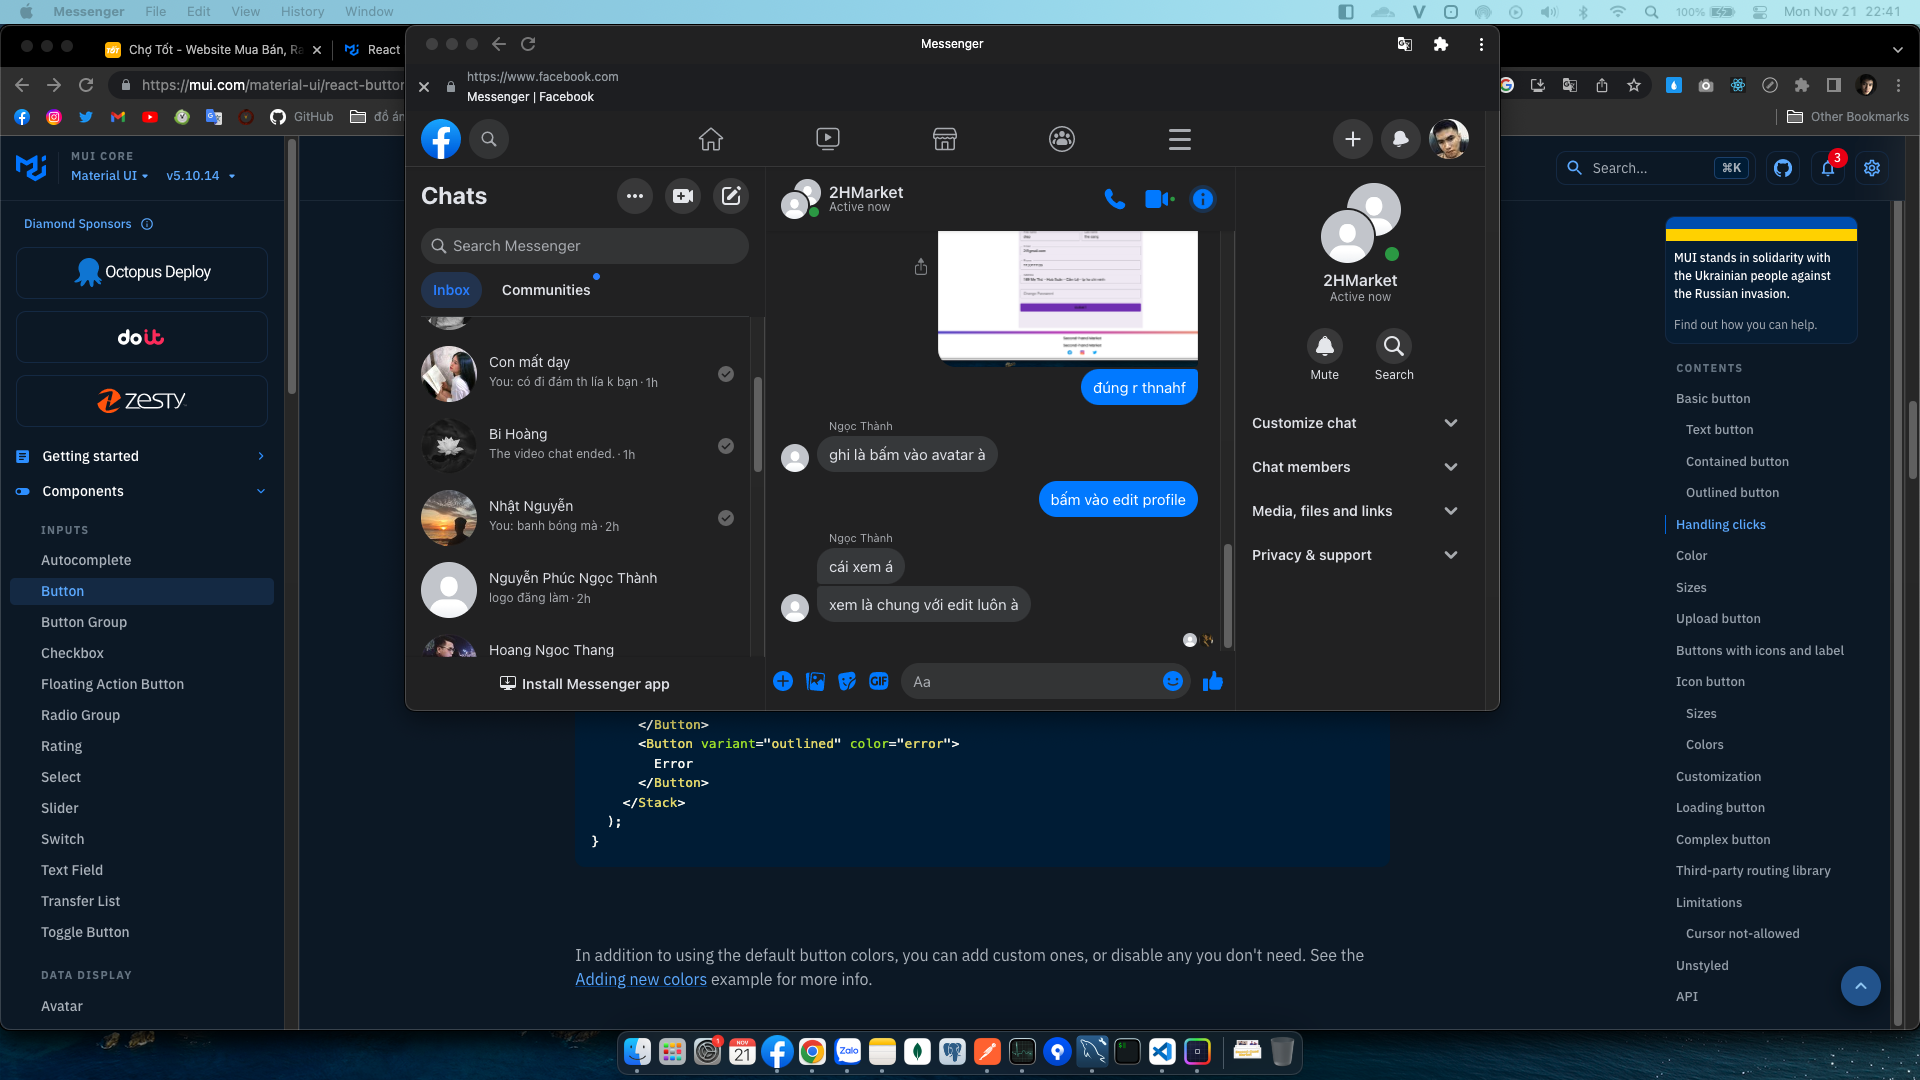 Messenger File Edit View History Window
100% Mon Nov 21 22:41
Chợ Tốt - Website Mua Bán, Ra
React
https://mui.com/material-ui/react-button
GitHub
đồ án
Other Bookmarks
Messenger
https://www.facebook.com
Messenger | Facebook
MUI CORE
Material UI v5.10.14
Diamond Sponsors
Octopus Deploy
doit
ZESTY
Getting started
Components
INPUTS
Autocomplete
Button
Button Group
Checkbox
Floating Action Button
Radio Group
Rating
Select
Slider
Switch
Text Field
Transfer List
Toggle Button
DATA DISPLAY
Avatar
Chats
Search Messenger
Inbox
Communities
Con mất dạy
You: có đi đám th lía k bạn · 1h
Bi Hoàng
The video chat ended. · 1h
Nhật Nguyễn
You: banh bóng mà · 2h
Nguyễn Phúc Ngọc Thành
logo đăng làm · 2h
Hoang Ngoc Thang
Install Messenger app
2HMarket
Active now
đúng r thnahf
Ngọc Thành
ghi là bấm vào avatar à
bấm vào edit profile
Ngọc Thành
cái xem á
xem là chung với edit luôn à
GIF
Aa
2HMarket
Active now
Mute
Search
Customize chat
Chat members
Media, files and links
Privacy & support
</Button>
<Button variant="outlined" color="error">
Error
</Button>
</Stack>
);
}
In addition to using the default button colors, you can add custom ones, or disable any you don't need. See the
Adding new colors example for more info.
Search... ⌘K
3
MUI stands in solidarity with
the Ukrainian people against
the Russian invasion.
Find out how you can help.
CONTENTS
Basic button
Text button
Contained button
Outlined button
Handling clicks
Color
Sizes
Upload button
Buttons with icons and label
Icon button
Sizes
Colors
Customization
Loading button
Complex button
Third-party routing library
Limitations
Cursor not-allowed
Unstyled
API
1
NOV
21
Zalo